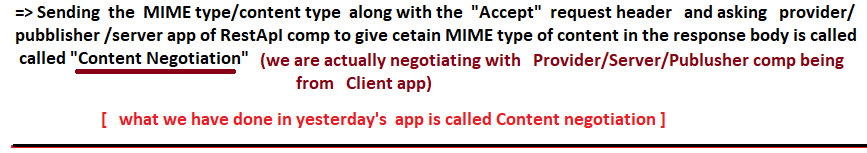 => Sending the MIME type/content type along with the "Accept" request header and asking provider/
pubblisher /server app of RestApI comp to give cetain MIME type of content in the response body is called
called "Content Negotiation" (we are actually negotiating with Provider/Server/Publusher comp being
from Client app)
[ what we have done in yesterday's app is called Content negotiation ]